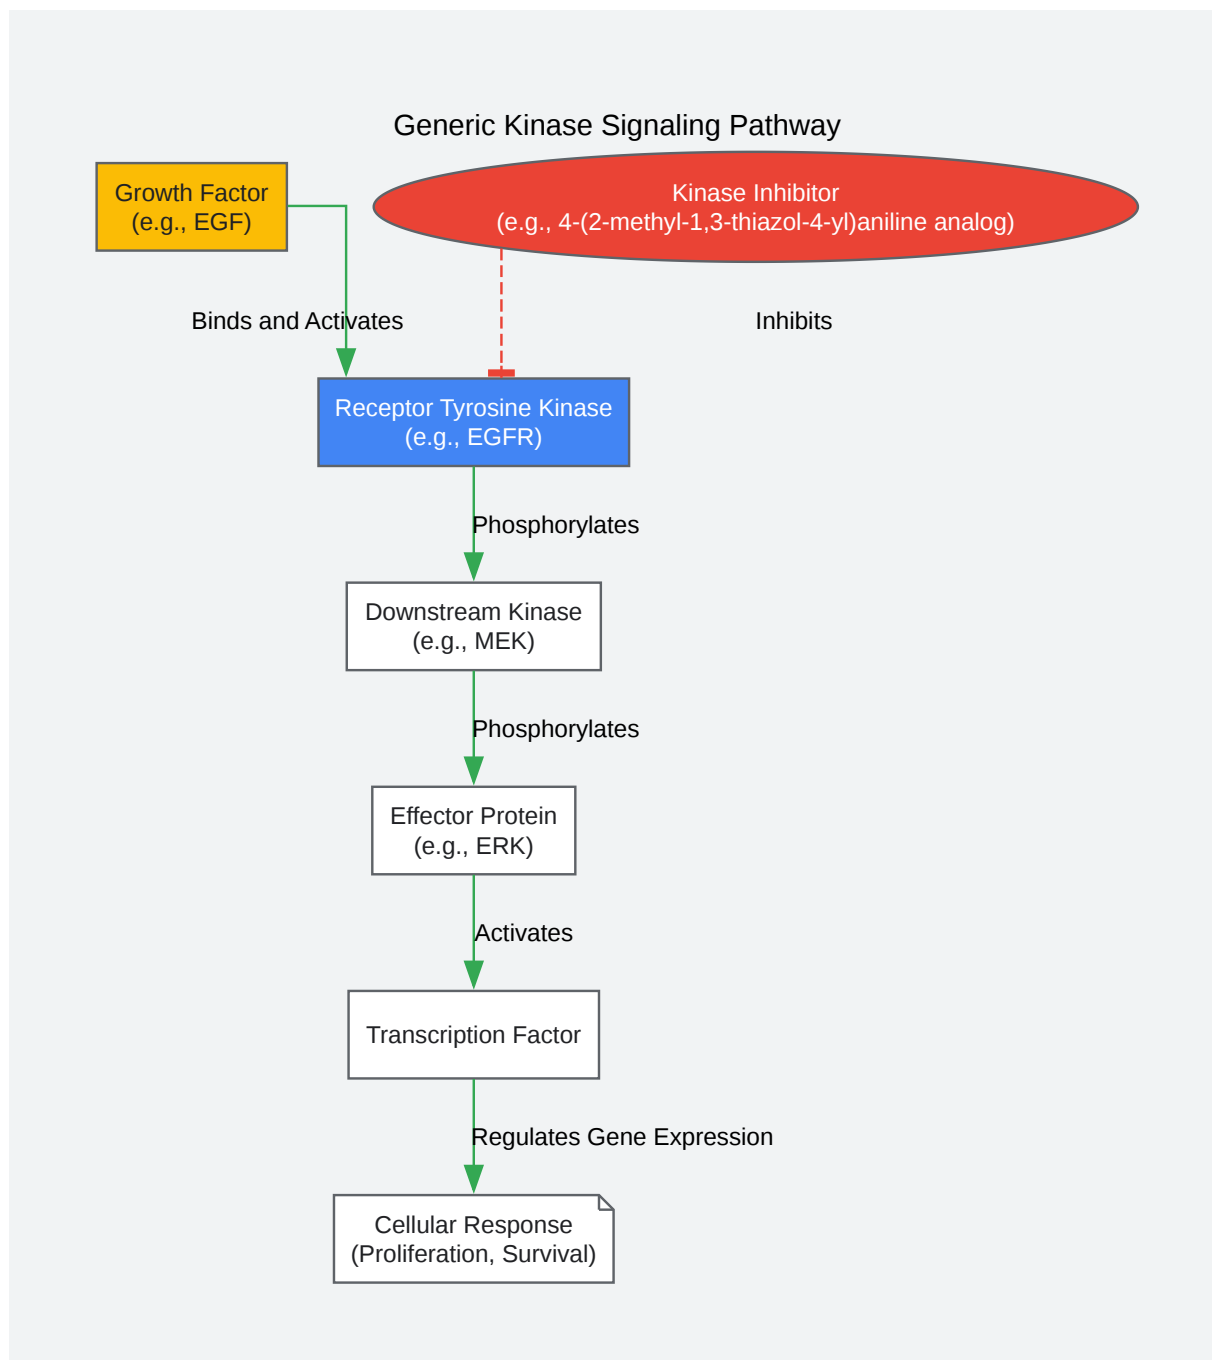 Generic Kinase Signaling Pathway
Growth Factor
(e.g., EGF)
Kinase Inhibitor
(e.g., 4-(2-methyl-1,3-thiazol-4-yl)aniline analog)
Binds and Activates
Inhibits
Receptor Tyrosine Kinase
(e.g., EGFR)
Phosphorylates
Downstream Kinase
(e.g., MEK)
Phosphorylates
Effector Protein
(e.g., ERK)
Activates
Transcription Factor
Regulates Gene Expression
Cellular Response
(Proliferation, Survival)